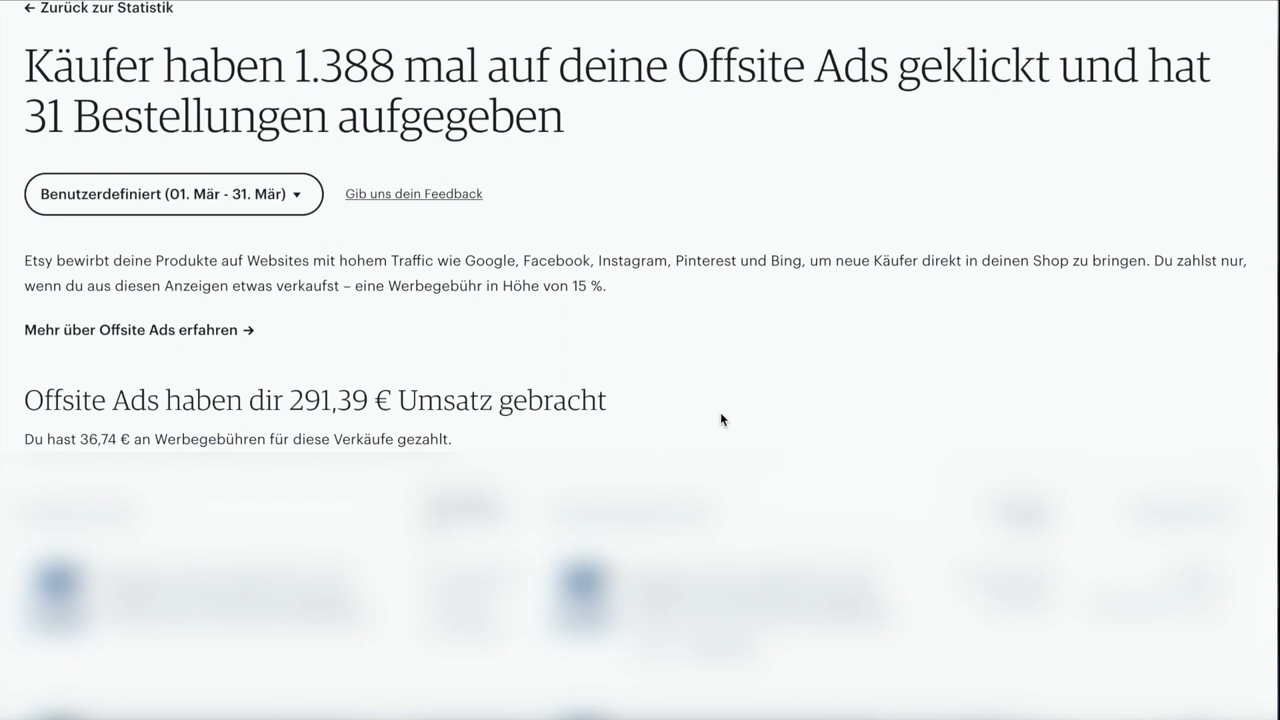 ← Zurück zur Statistik
Käufer haben 1.388 mal auf deine Offsite Ads geklickt und hat
31 Bestellungen aufgegeben
Benutzerdefiniert (01. Mär - 31. Mär) ▼
Gib uns dein Feedback
Etsy bewirbt deine Produkte auf Websites mit hohem Traffic wie Google, Facebook, Instagram, Pinterest und Bing, um neue Käufer direkt in deinen Shop zu bringen. Du zahlst nur,
wenn du aus diesen Anzeigen etwas verkaufst – eine Werbegebühr in Höhe von 15 %.
Mehr über Offsite Ads erfahren →
Offsite Ads haben dir 291,39 € Umsatz gebracht
Du hast 36,74 € an Werbegebühren für diese Verkäufe gezahlt.